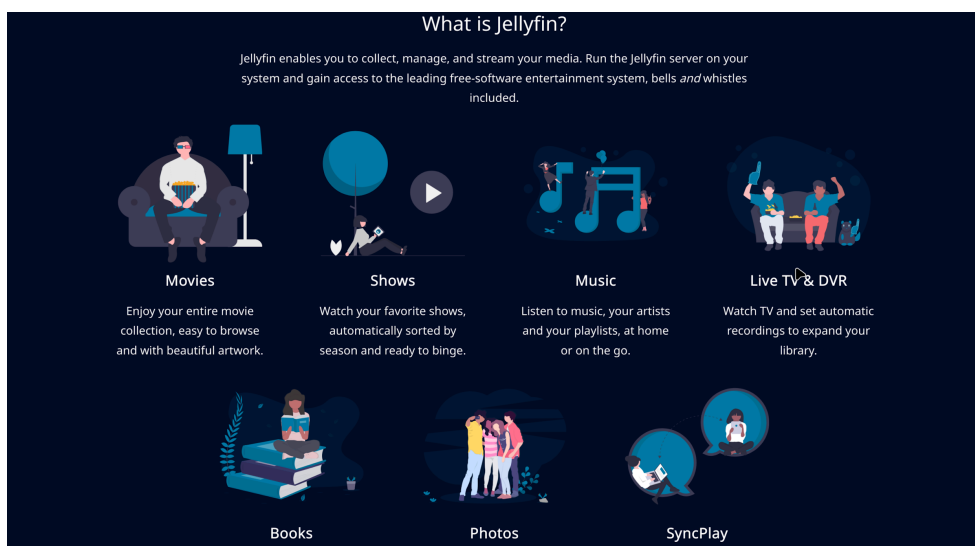 What is Jellyfin?
Jellyfin enables you to collect, manage, and stream your media. Run the Jellyfin server on your
system and gain access to the leading free-software entertainment system, bells and whistles
included.
Movies
Enjoy your entire movie
collection, easy to browse
and with beautiful artwork.
Shows
Watch your favorite shows,
automatically sorted by
season and ready to binge.
Music
Listen to music, your artists
and your playlists, at home
or on the go.
Live TV & DVR
Watch TV and set automatic
recordings to expand your
library.
Books
Photos
SyncPlay